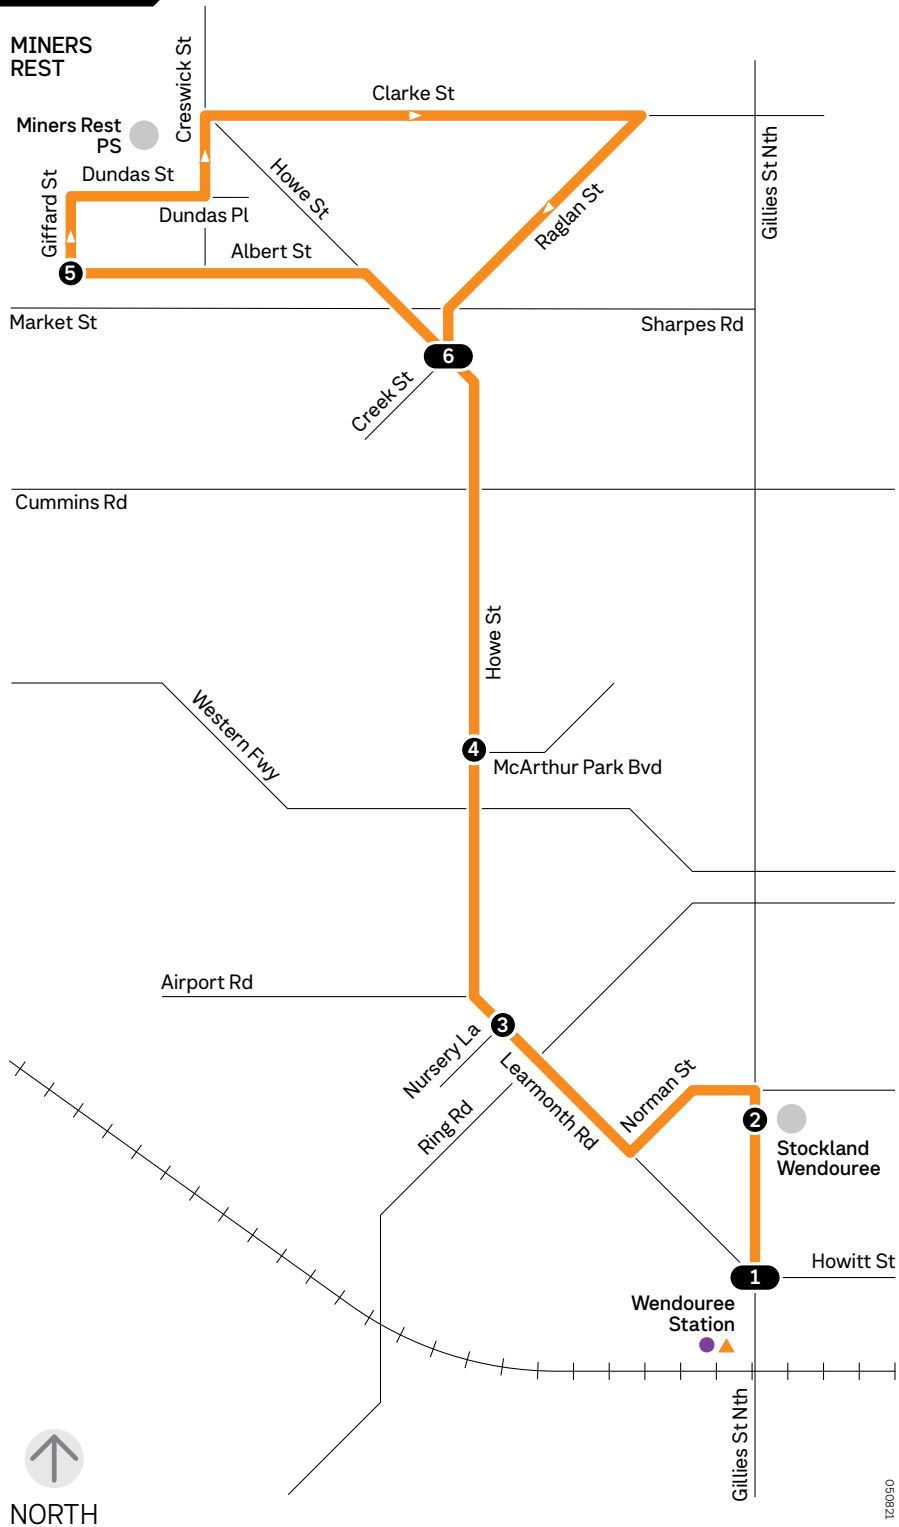 MINERS
REST
Creswick St
Clarke St
Miners Rest
PS
Gillies St Nth
Howe St
Dundas St
Giffard St
Raglan St
Dundas Pl
Albert St
5
Market St
Sharpes Rd
6
Creek St
Cummins Rd
Howe St
Western Fwy
4
McArthur Park Bvd
Airport Rd
3
Nursery La
Learmonth Rd
Norman St
Ring Rd
2
Stockland
Wendouree
Howitt St
1
Wendouree
Station
Gillies St Nth
NORTH
050821